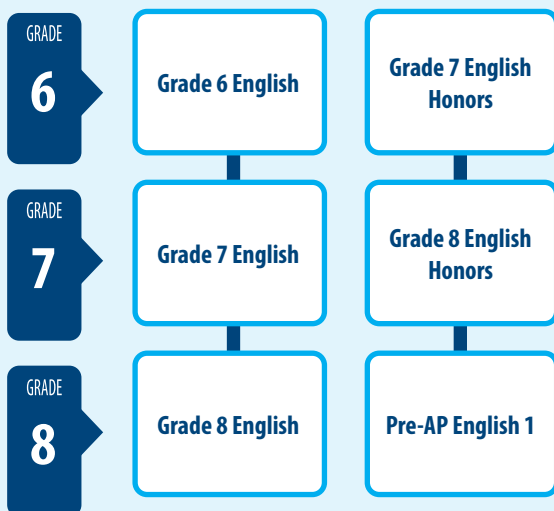 GRADE
6
Grade 6 English
Grade 7 English
Honors
GRADE
7
Grade 7 English
Grade 8 English
Honors
GRADE
8
Grade 8 English
Pre-AP English 1